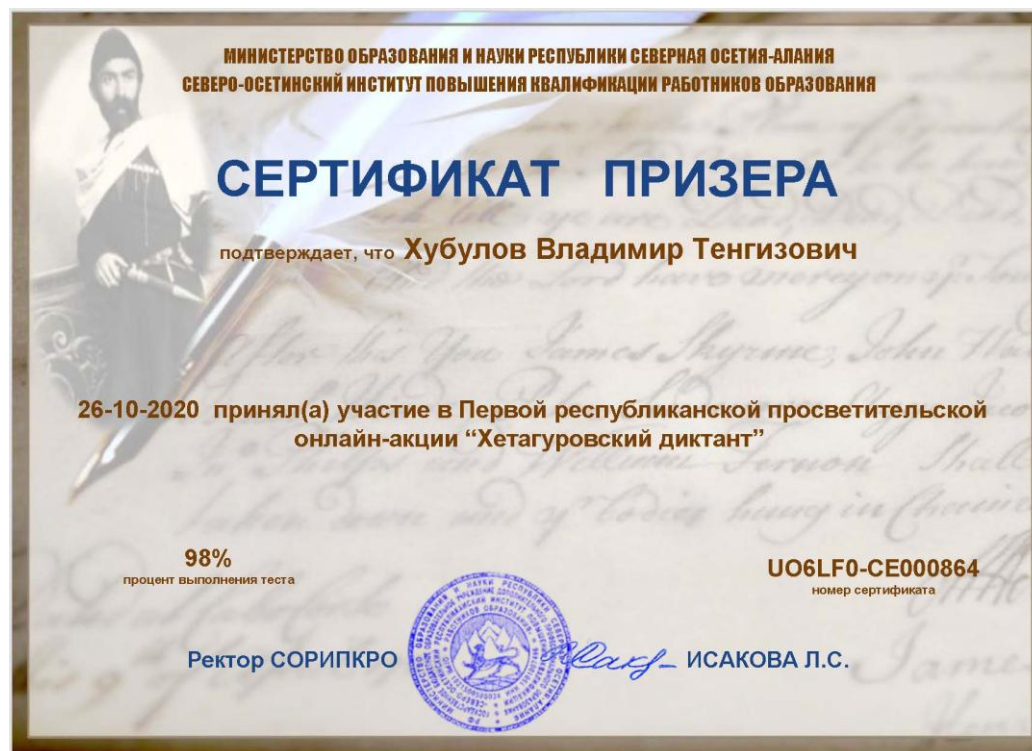 МИНИСТЕРСТВО ОБРАЗОВАНИЯ И НАУКИ РЕСПУБЛИКИ СЕВЕРНАЯ ОСЕТИЯ-АЛАНИЯ
СЕВЕРО-ОСЕТИНСКИЙ ИНСТИТУТ ПОВЫШЕНИЯ КВАЛИФИКАЦИИ РАБОТНИКОВ ОБРАЗОВАНИЯ
СЕРТИФИКАТ ПРИЗЕРА
подтверждает, что Хубулов Владимир Тенгизович
26-10-2020 принял(а) участие в Первой республиканской просветительской
онлайн-акции “Хетагуровский диктант”
98%
процент выполнения теста
UO6LF0-CE000864
номер сертификата
Ректор СОРИПКРО
ИСАКОВА Л.С.